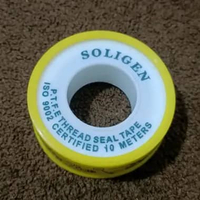 SOLIGEN
P.T.F.E THREAD SEAL TAPE
ISO 9002 CERTIFIED 10 METERS